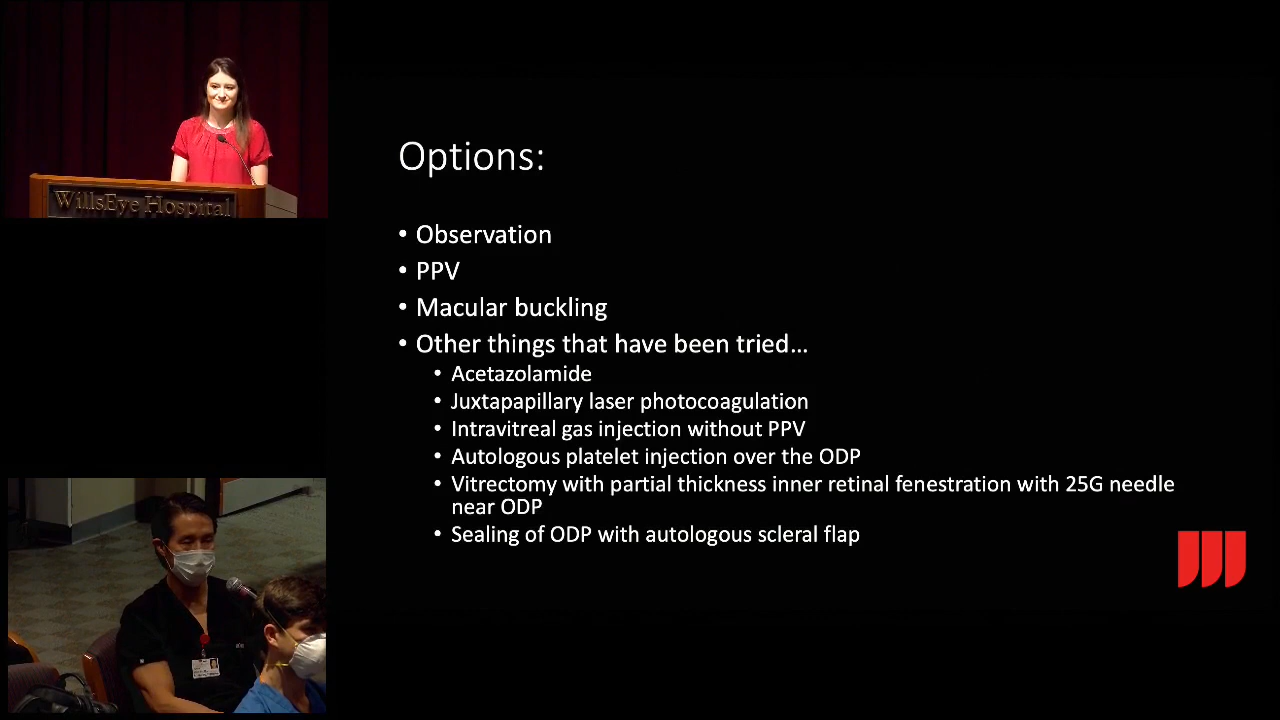 WillsEye Hospital
Options:
• Observation
• PPV
• Macular buckling
• Other things that have been tried…
• Acetazolamide
• Juxtapapillary laser photocoagulation
• Intravitreal gas injection without PPV
• Autologous platelet injection over the ODP
• Vitrectomy with partial thickness inner retinal fenestration with 25G needle
near ODP
• Sealing of ODP with autologous scleral flap